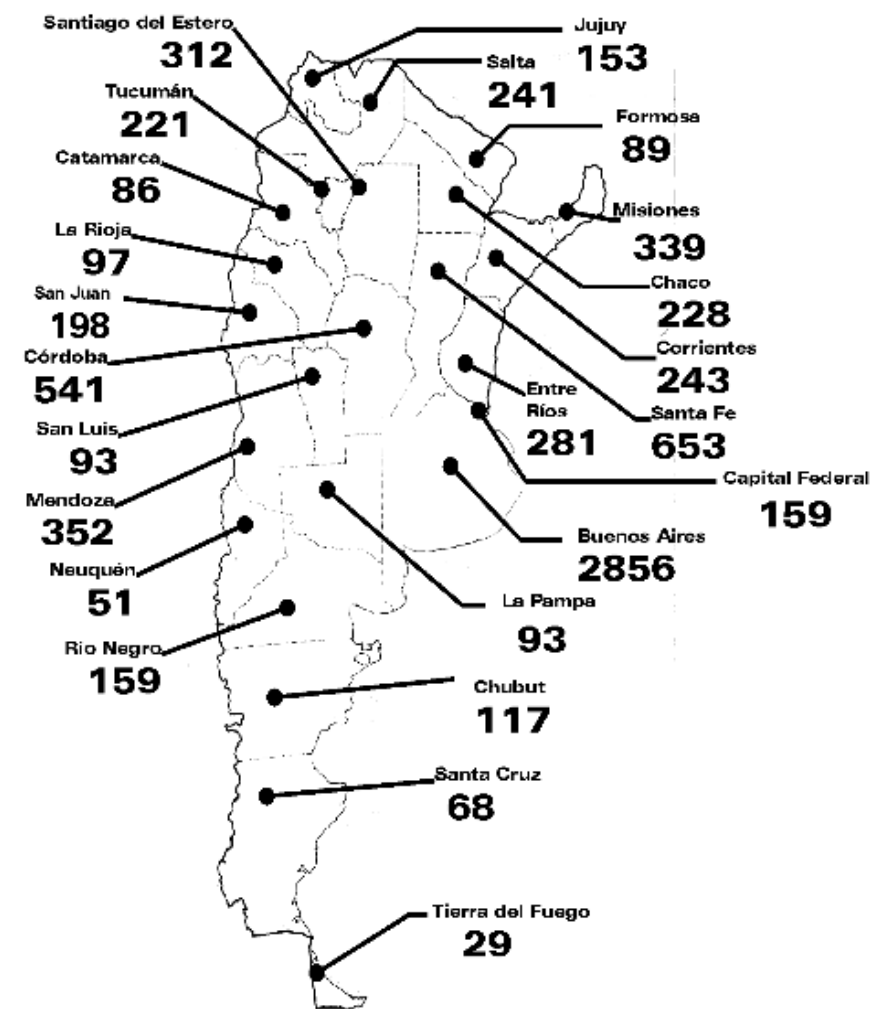 Santiago del Estero
312
Jujuy
153
Salta
241
Tucumán
221
Formosa
89
Catamarca
86
Misiones
339
La Rioja
97
Chaco
228
San Juan
198
Corrientes
243
Córdoba
541
Entre
Ríos
281
Santa Fe
653
San Luis
93
Capital Federal
159
Mendoza
352
Buenos Aires
2856
Neuquén
51
La Pampa
93
Rio Negro
159
Chubut
117
Santa Cruz
68
Tierra del Fuego
29